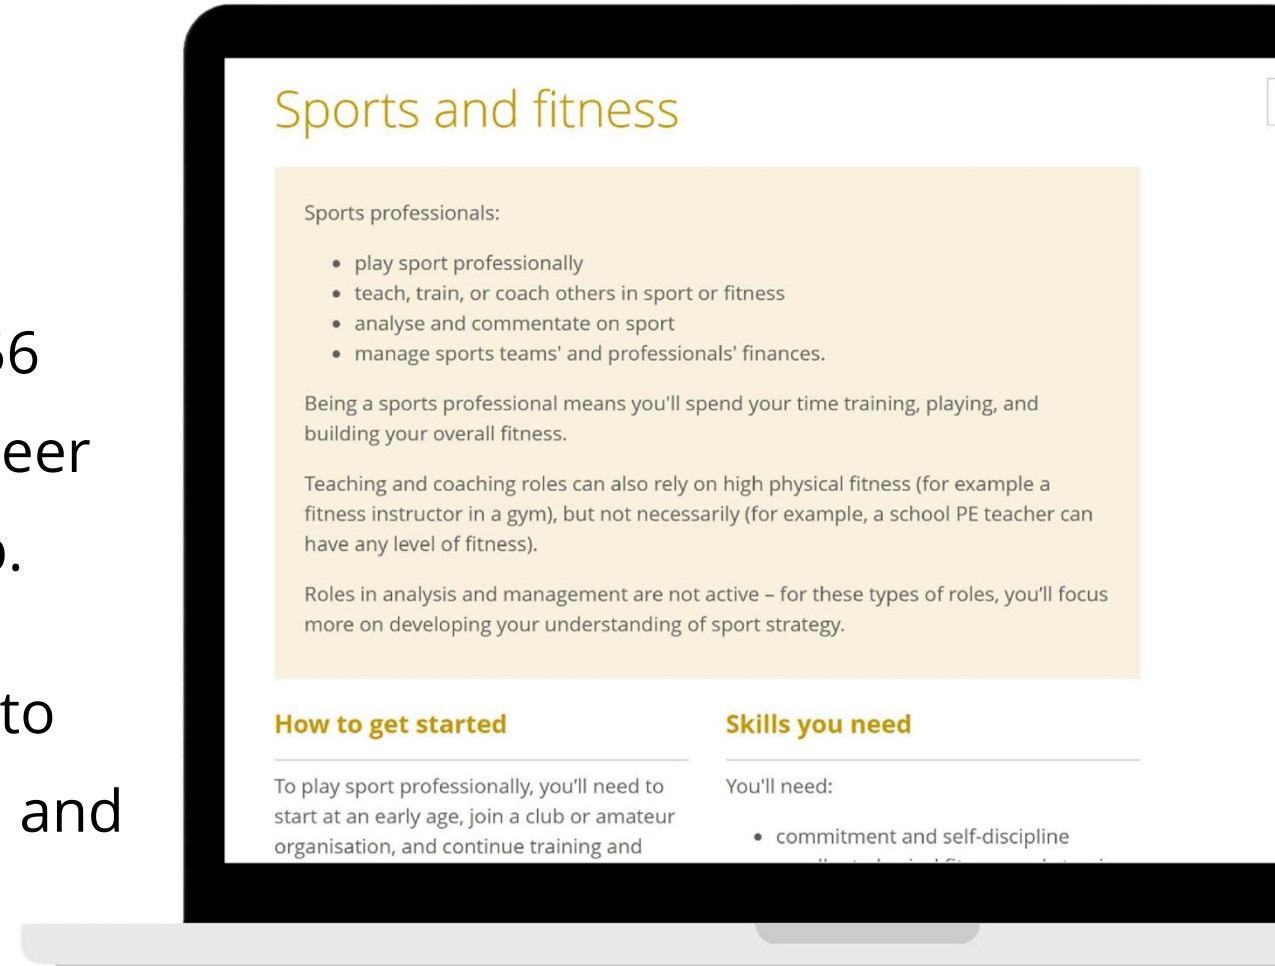 eer
to
and
Sports and fitness
Sports professionals:
• play sport professionally
• teach, train, or coach others in sport or fitness
• analyse and commentate on sport
• manage sports teams' and professionals' finances.
Being a sports professional means you'll spend your time training, playing, and
building your overall fitness.
Teaching and coaching roles can also rely on high physical fitness (for example a
fitness instructor in a gym), but not necessarily (for example, a school PE teacher can
have any level of fitness).
Roles in analysis and management are not active – for these types of roles, you’ll focus
more on developing your understanding of sport strategy.
How to get started
To play sport professionally, you’ll need to
start at an early age, join a club or amateur
organisation, and continue training and
Skills you need
You'll need:
• commitment and self-discipline